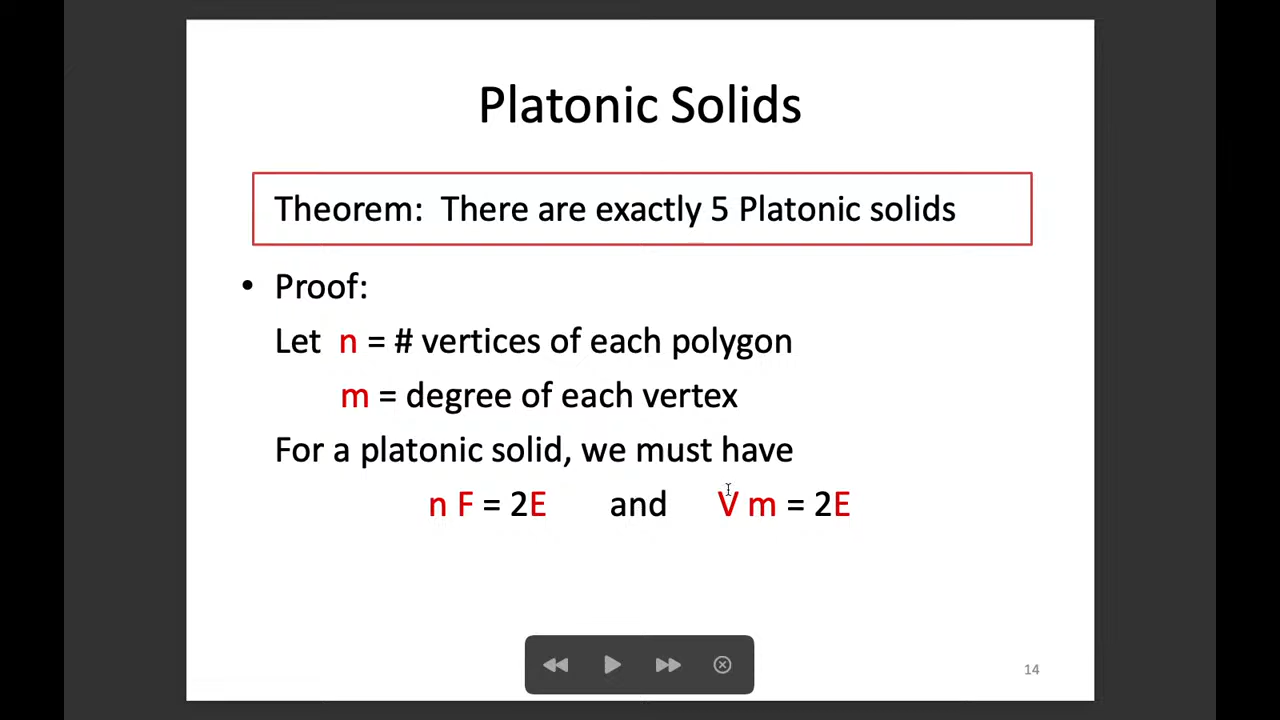 Platonic Solids
Theorem: There are exactly 5 Platonic solids
• Proof:
Let n = # vertices of each polygon
m = degree of each vertex
For a platonic solid, we must have
n F = 2E and V m = 2E
14